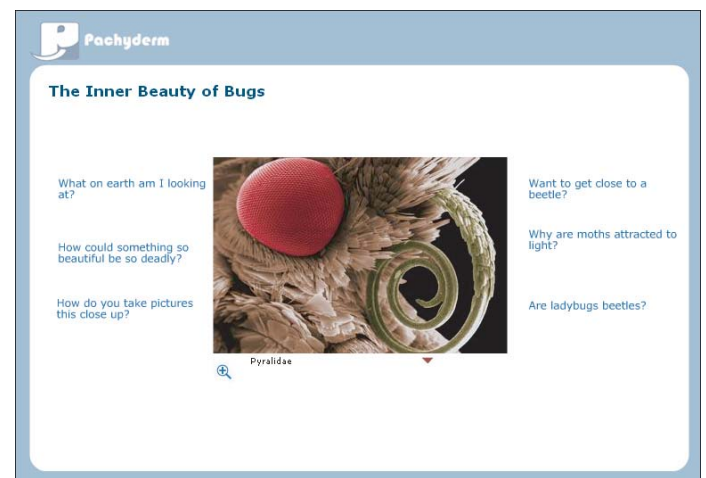 Pachyderm
The Inner Beauty of Bugs
What on earth am I looking
at?
How could something so
beautiful be so deadly?
How do you take pictures
this close up?
Pyralidae
Want to get close to a
beetle?
Why are moths attracted to
light?
Are ladybugs beetles?